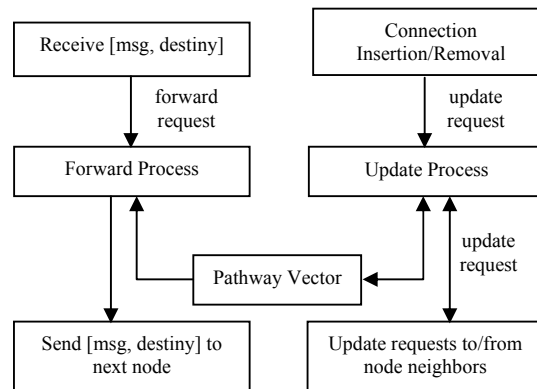 Receive [msg, destiny]
Connection
Insertion/Removal
forward
request
update
request
Forward Process
Update Process
Pathway Vector
update
request
Send [msg, destiny] to
next node
Update requests to/from
node neighbors